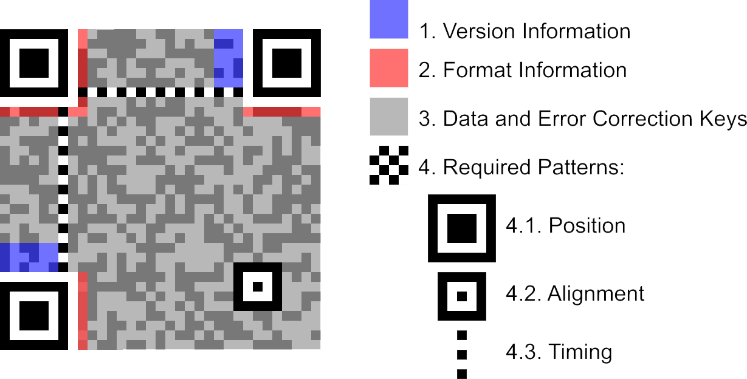 1. Version Information
2. Format Information
3. Data and Error Correction Keys
4. Required Patterns:
4.1. Position
4.2. Alignment
4.3. Timing